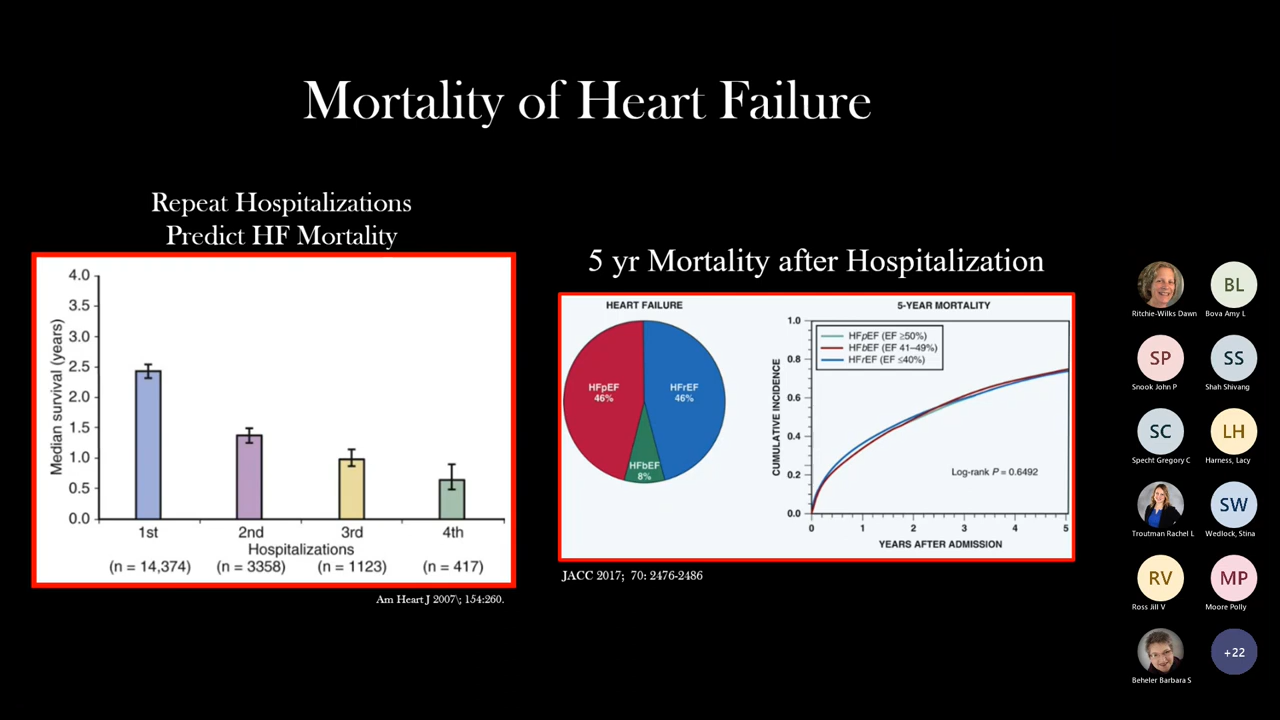 Mortality of Heart Failure
Repeat Hospitalizations
Predict HF Mortality
Median survival (years)
4.0
3.5
3.0
2.5
2.0
1.5
1.0
0.5
0.0
1st 2nd 3rd 4th
Hospitalizations
(n = 14,374) (n = 3358) (n = 1123) (n = 417)
Am Heart J 2007\; 154:260.
5 yr Mortality after Hospitalization
HEART FAILURE
HFpEF
46%
HFrEF
46%
HFbEF
8%
5-YEAR MORTALITY
CUMULATIVE INCIDENCE
1.0
0.8
0.6
0.4
0.2
0.0
HFpEF (EF ≥50%)
HFbEF (EF 41–49%)
HFrEF (EF ≤40%)
Log-rank P = 0.6492
0 1 2 3 4 5
YEARS AFTER ADMISSION
JACC 2017; 70: 2476-2486
BL
Ritchie-Wilks Dawn Bova Amy L
SP SS
Snook John P Shah Shivang
SC LH
Specht Gregory C Harness, Lacy
SW
Troutman Rachel L Wedlock, Stina
RV MP
Ross Jill V Moore Polly
+22
Beheler Barbara S